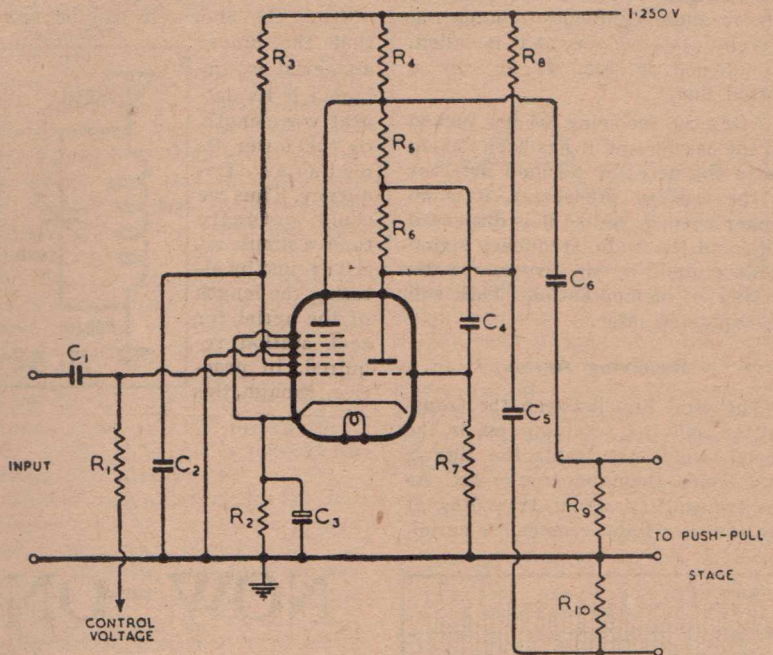 1·250 V
R3
R4
R8
R5
R6
C6
C4
C1
C5
INPUT
R1
C2
R2
C3
R7
R9
TO PUSH-PULL
STAGE
R10
CONTROL
VOLTAGE